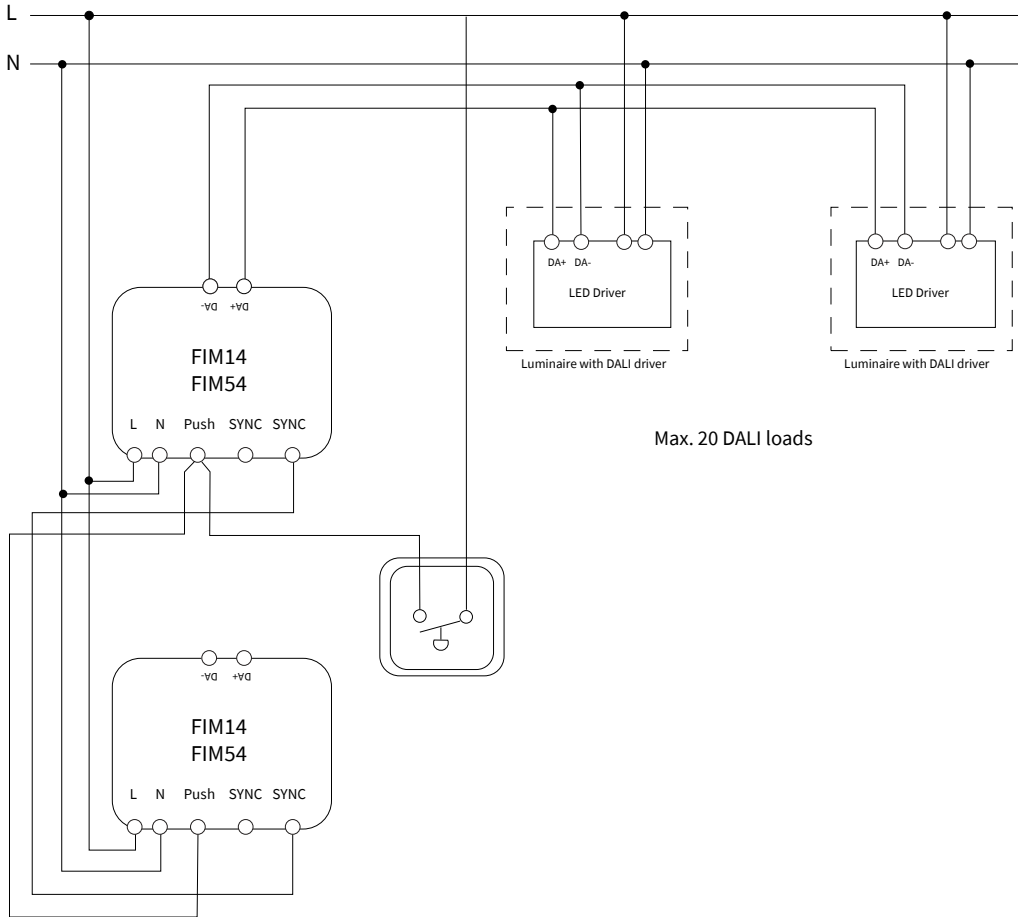 L
N
DA+ DA-
LED Driver
Luminaire with DALI driver
DA+ DA-
LED Driver
Luminaire with DALI driver
DA- DA+
FIM14
FIM54
L N Push SYNC SYNC
Max. 20 DALI loads
DA- DA+
FIM14
FIM54
L N Push SYNC SYNC